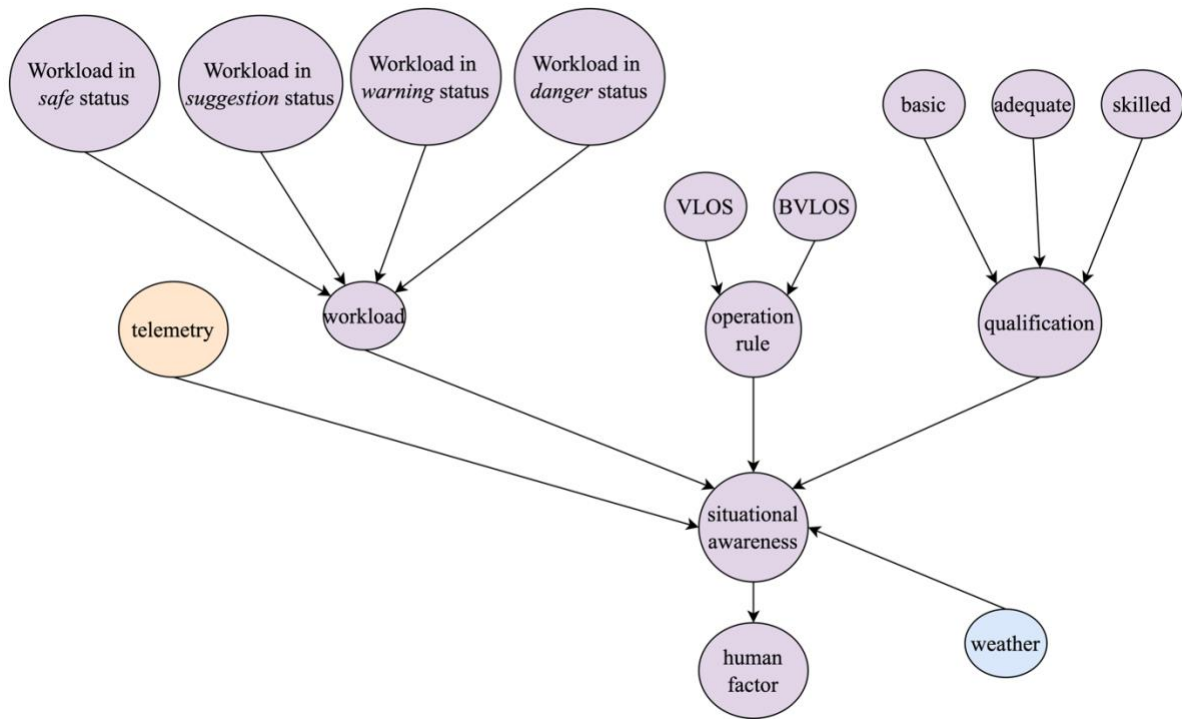 Workload in
safe status
Workload in
suggestion status
Workload in
warning status
Workload in
danger status
basic
adequate
skilled
VLOS
BVLOS
telemetry
workload
operation
rule
qualification
situational
awareness
human
factor
weather